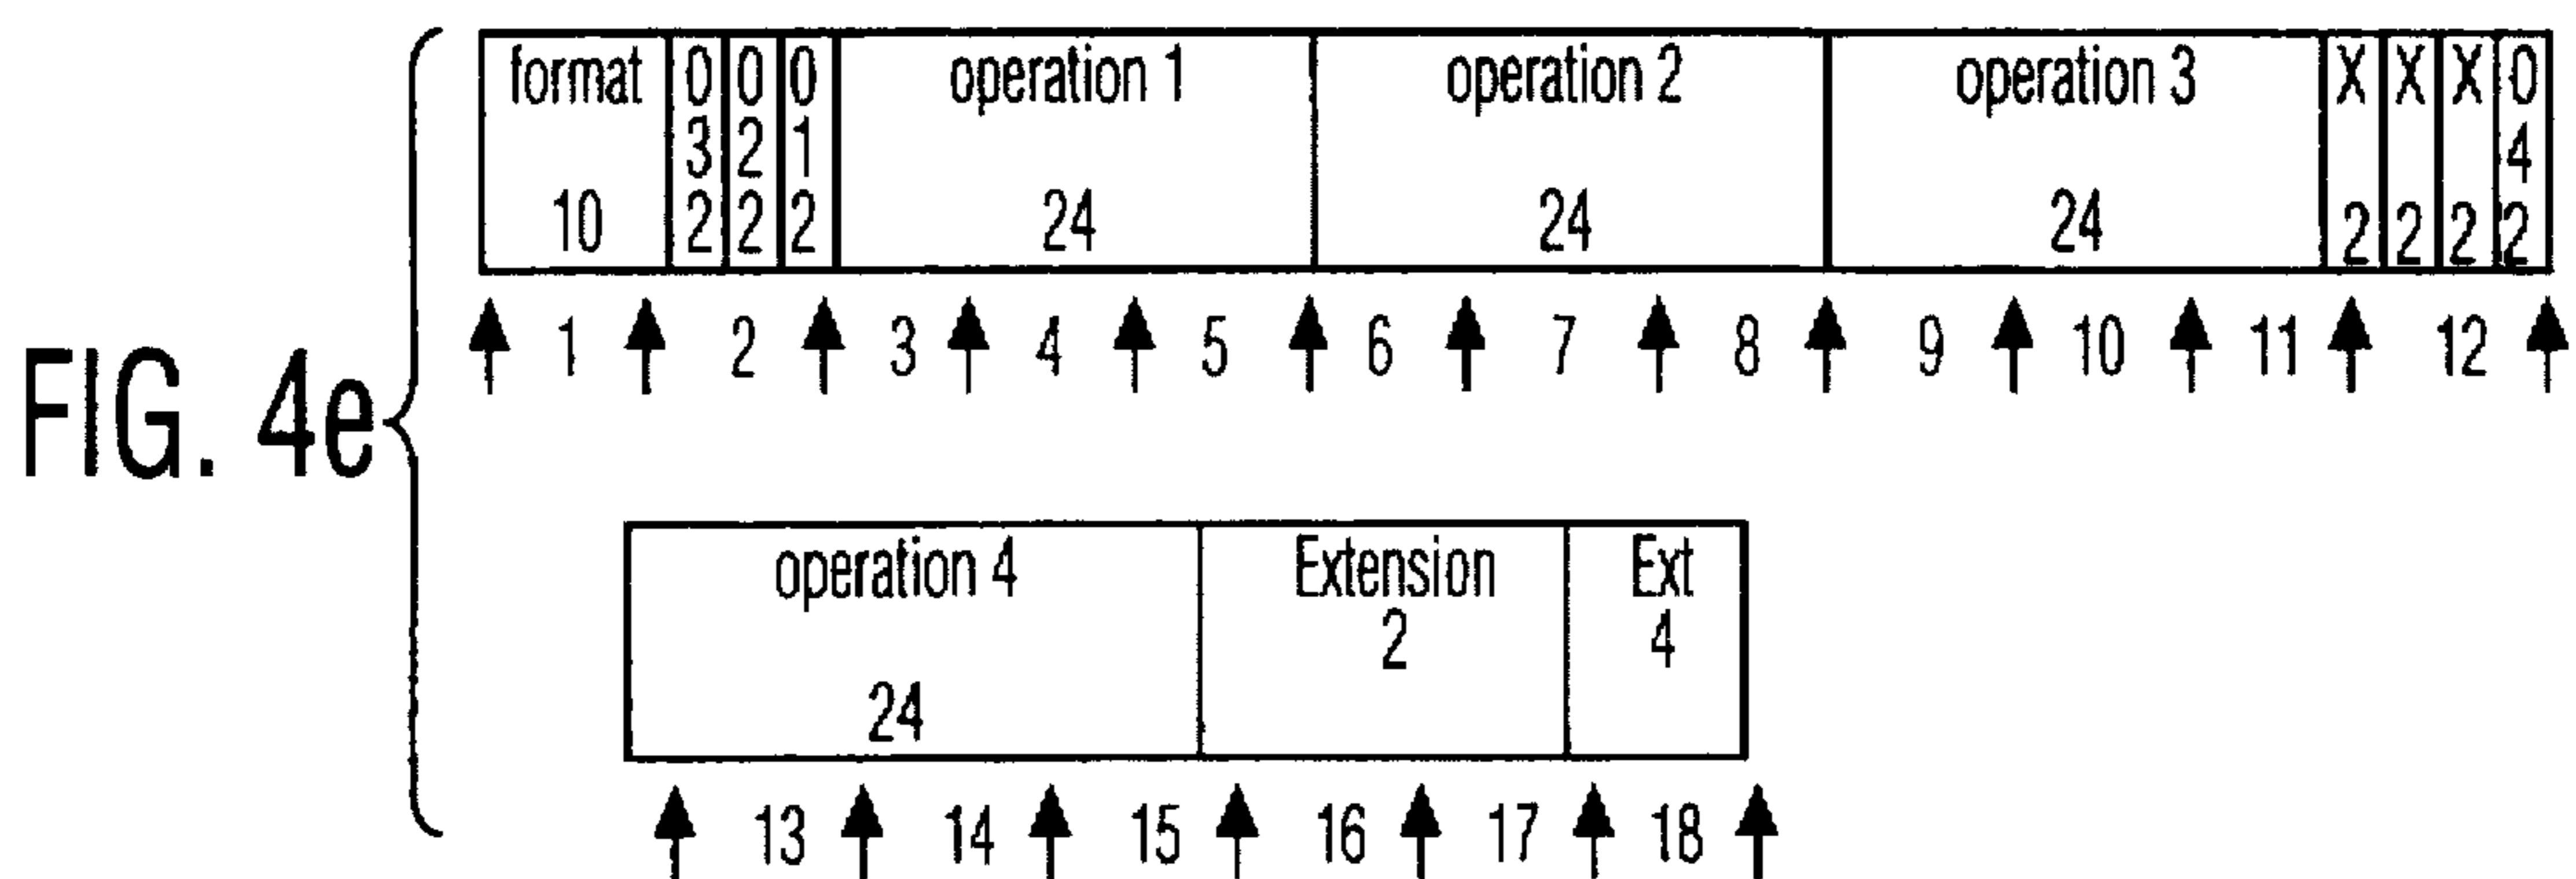 FIG. 4e
format 0 0 0 operation 1 operation 2 operation 3 X X X 0
3 2 1 4
10 2 2 2 24 24 24 2 2 2 2
1 2 3 4 5 6 7 8 9 10 11 12
operation 4 Extension Ext
2 4
24
13 14 15 16 17 18